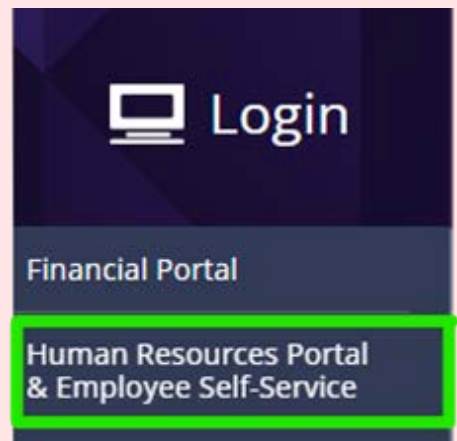 Login
Financial Portal
Human Resources Portal
& Employee Self-Service